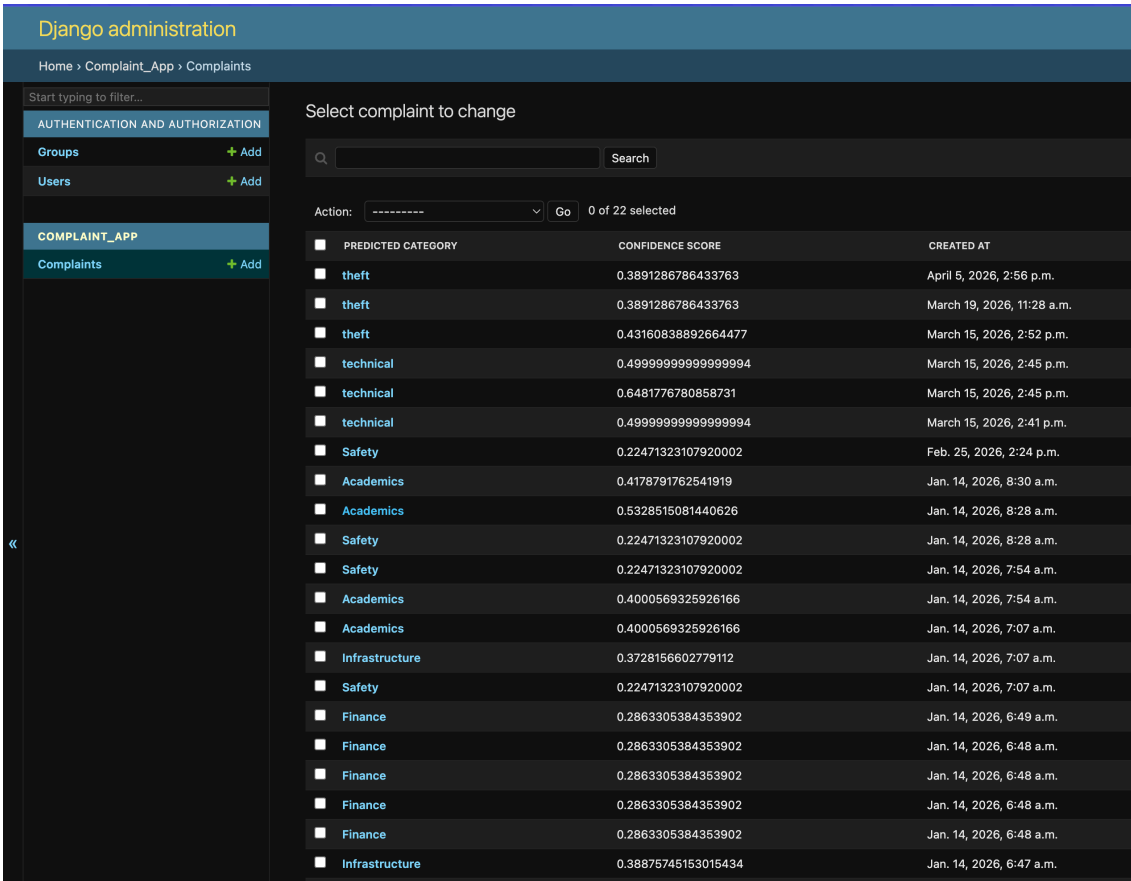 Django administration
Home › Complaint_App › Complaints
Start typing to filter...
AUTHENTICATION AND AUTHORIZATION
Groups + Add
Users + Add
COMPLAINT_APP
Complaints + Add
«
Select complaint to change
Search
Action: --------- Go 0 of 22 selected
PREDICTED CATEGORY CONFIDENCE SCORE CREATED AT
theft 0.3891286786433763 April 5, 2026, 2:56 p.m.
theft 0.3891286786433763 March 19, 2026, 11:28 a.m.
theft 0.43160838892664477 March 15, 2026, 2:52 p.m.
technical 0.49999999999999994 March 15, 2026, 2:45 p.m.
technical 0.6481776780858731 March 15, 2026, 2:45 p.m.
technical 0.49999999999999994 March 15, 2026, 2:41 p.m.
Safety 0.22471323107920002 Feb. 25, 2026, 2:24 p.m.
Academics 0.4178791762541919 Jan. 14, 2026, 8:30 a.m.
Academics 0.5328515081440626 Jan. 14, 2026, 8:28 a.m.
Safety 0.22471323107920002 Jan. 14, 2026, 8:28 a.m.
Safety 0.22471323107920002 Jan. 14, 2026, 7:54 a.m.
Academics 0.4000569325926166 Jan. 14, 2026, 7:54 a.m.
Academics 0.4000569325926166 Jan. 14, 2026, 7:07 a.m.
Infrastructure 0.3728156602779112 Jan. 14, 2026, 7:07 a.m.
Safety 0.22471323107920002 Jan. 14, 2026, 7:07 a.m.
Finance 0.2863305384353902 Jan. 14, 2026, 6:49 a.m.
Finance 0.2863305384353902 Jan. 14, 2026, 6:48 a.m.
Finance 0.2863305384353902 Jan. 14, 2026, 6:48 a.m.
Finance 0.2863305384353902 Jan. 14, 2026, 6:48 a.m.
Finance 0.2863305384353902 Jan. 14, 2026, 6:48 a.m.
Infrastructure 0.38875745153015434 Jan. 14, 2026, 6:47 a.m.